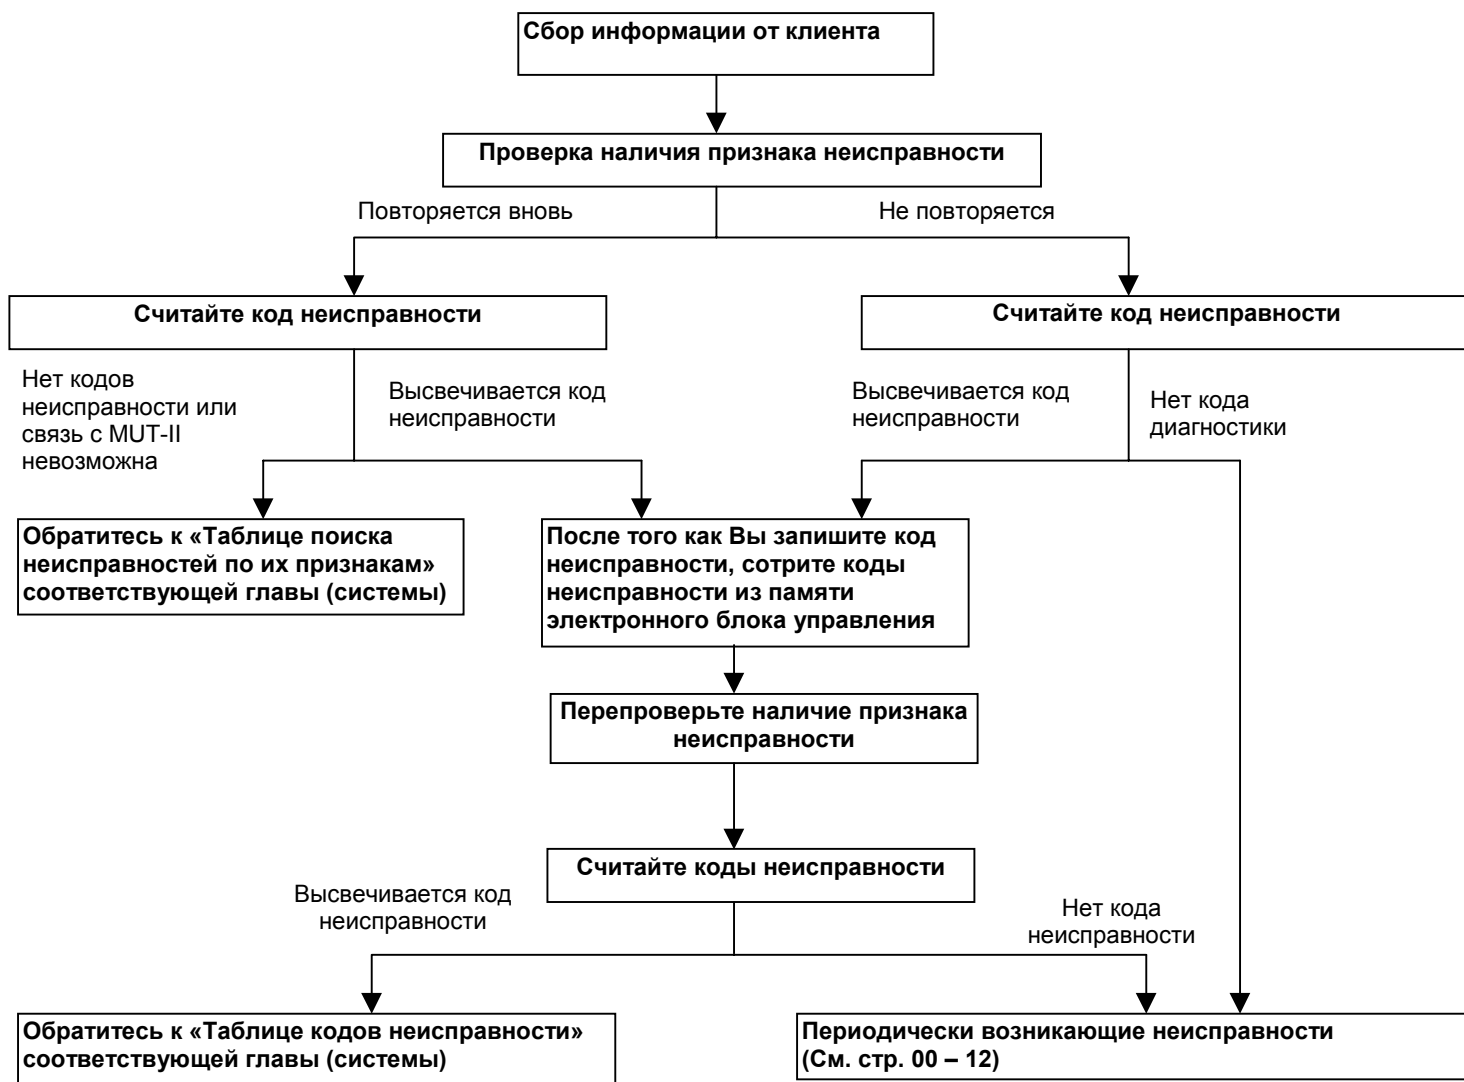 Сбор информации от клиента
Проверка наличия признака неисправности
Повторяется вновь
Не повторяется
Считайте код неисправности
Считайте код неисправности
Нет кодов
неисправности или
связь с MUT-II
невозможна
Высвечивается код
неисправности
Высвечивается код
неисправности
Нет кода
диагностики
Обратитесь к «Таблице поиска
неисправностей по их признакам»
соответствующей главы (системы)
После того как Вы запишите код
неисправности, сотрите коды
неисправности из памяти
электронного блока управления
Перепроверьте наличие признака
неисправности
Считайте коды неисправности
Высвечивается код
неисправности
Нет кода
неисправности
Обратитесь к «Таблице кодов неисправности»
соответствующей главы (системы)
Периодически возникающие неисправности
(См. стр. 00 – 12)